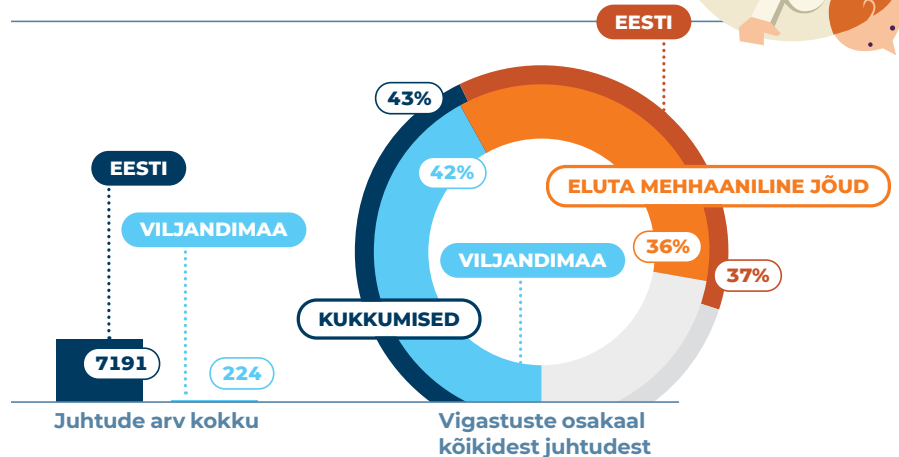 EESTI
43%
EESTI
42%
ELUTA MEHHAANILINE JÕUD
VILJANDIMAA
36%
VILJANDIMAA
37%
KUKKUMISED
7191
224
Juhtude arv kokku
Vigastuste osakaal
kõikidest juhtudest